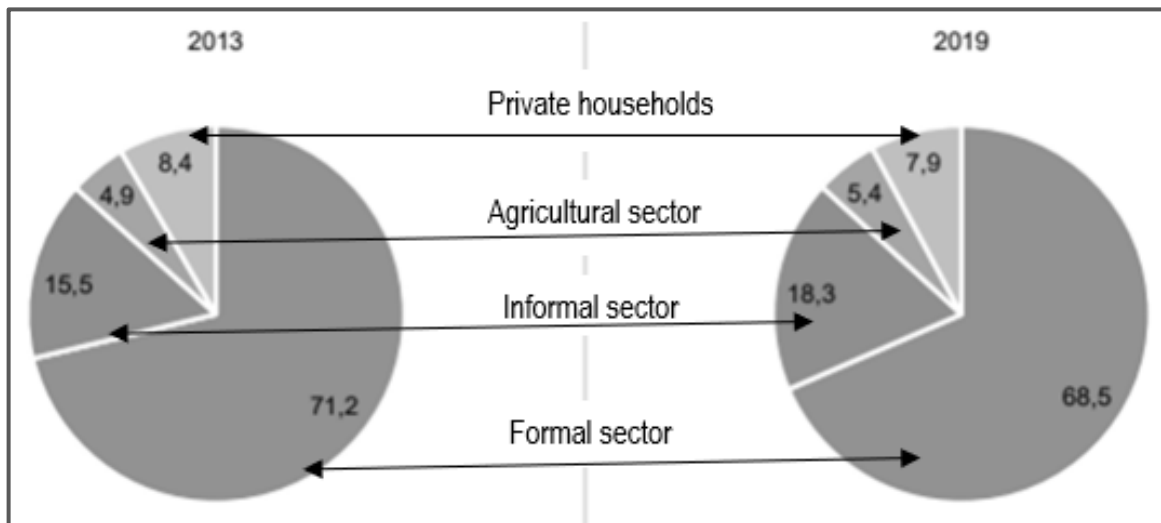 2013
2019
Private households
8,4
7,9
4,9
5,4
Agricultural sector
15,5
18,3
Informal sector
71,2
68,5
Formal sector